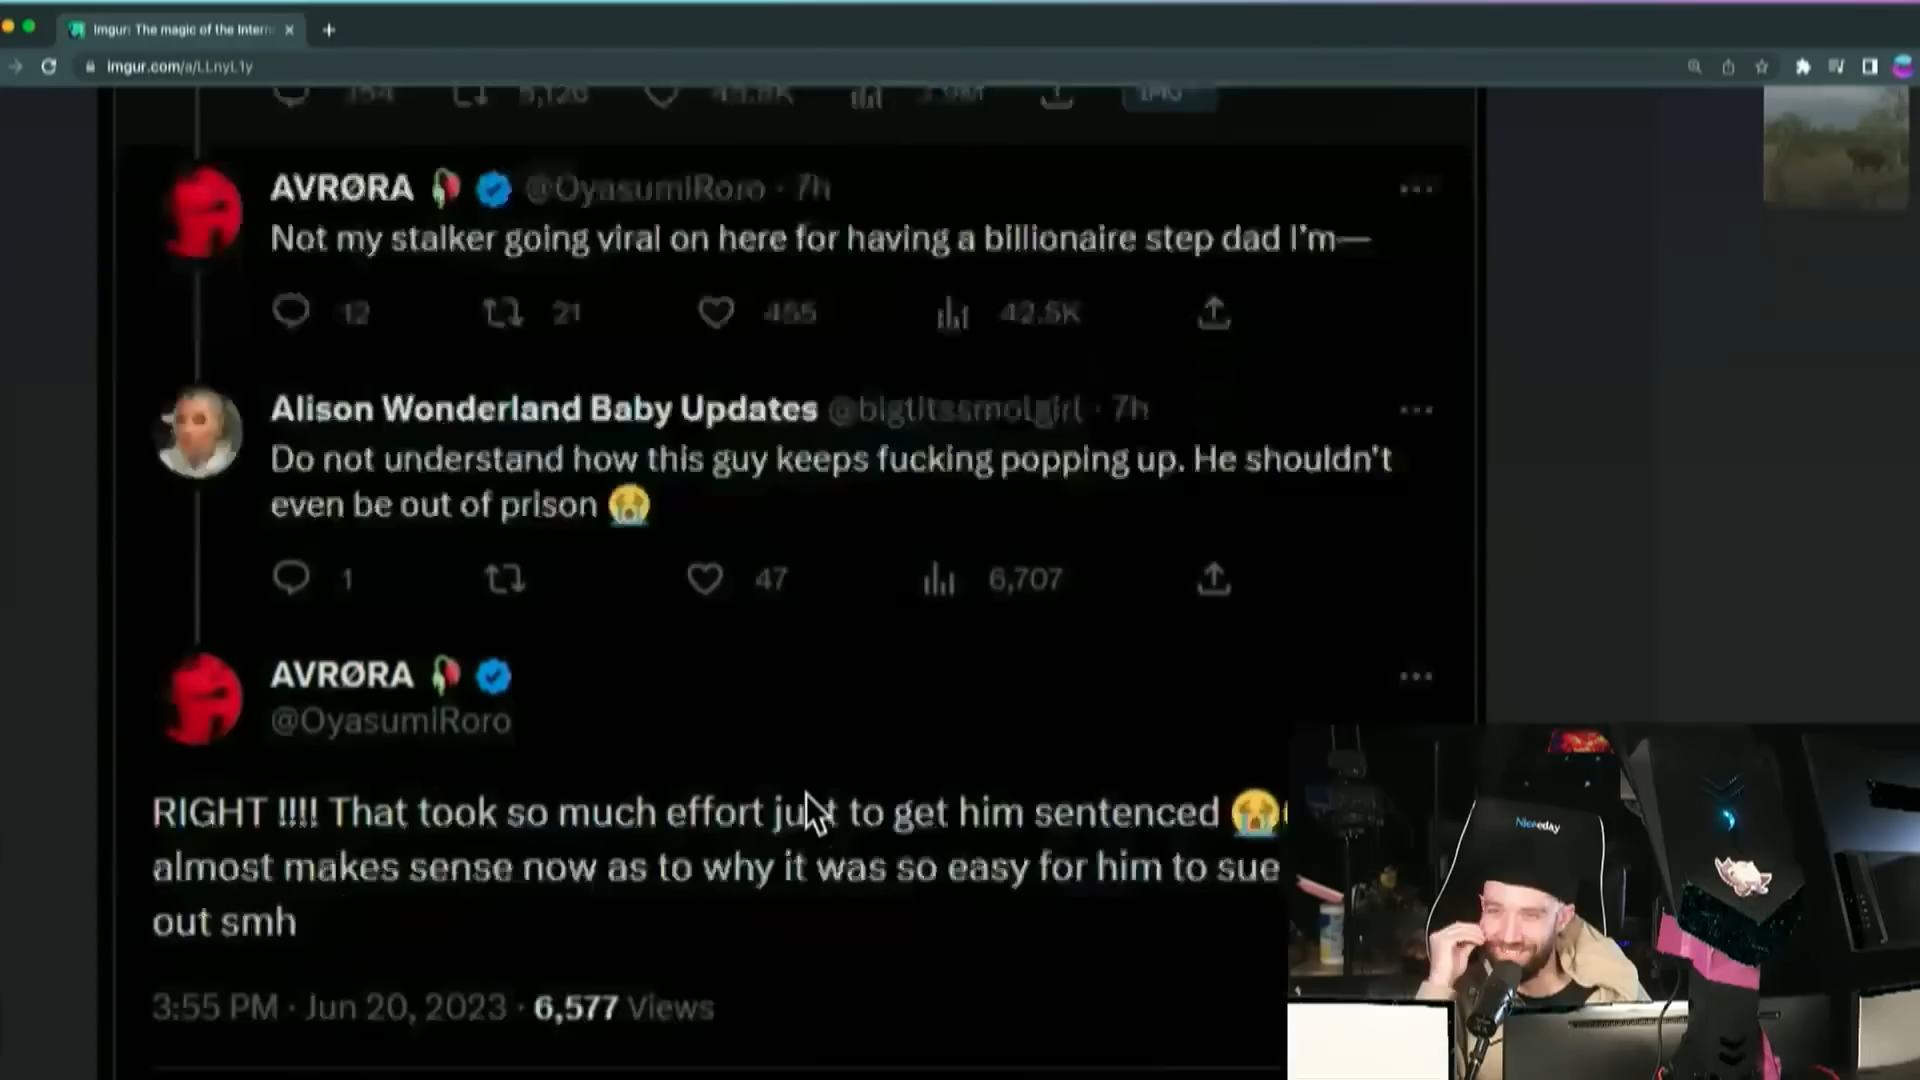 Imgur: The magic of the Intern
imgur.com/a/LLnyL1y
AVRØRA @OyasumiRoro · 7h
Not my stalker going viral on here for having a billionaire step dad I'm—
12 21 455 42.5K
Alison Wonderland Baby Updates @bigtitssmolgirl · 7h
Do not understand how this guy keeps fucking popping up. He shouldn't
even be out of prison 😭
1 47 6,707
AVRØRA
@OyasumiRoro
RIGHT !!!! That took so much effort just to get him sentenced 😭
almost makes sense now as to why it was so easy for him to sue
out smh
3:55 PM · Jun 20, 2023 · 6,577 Views